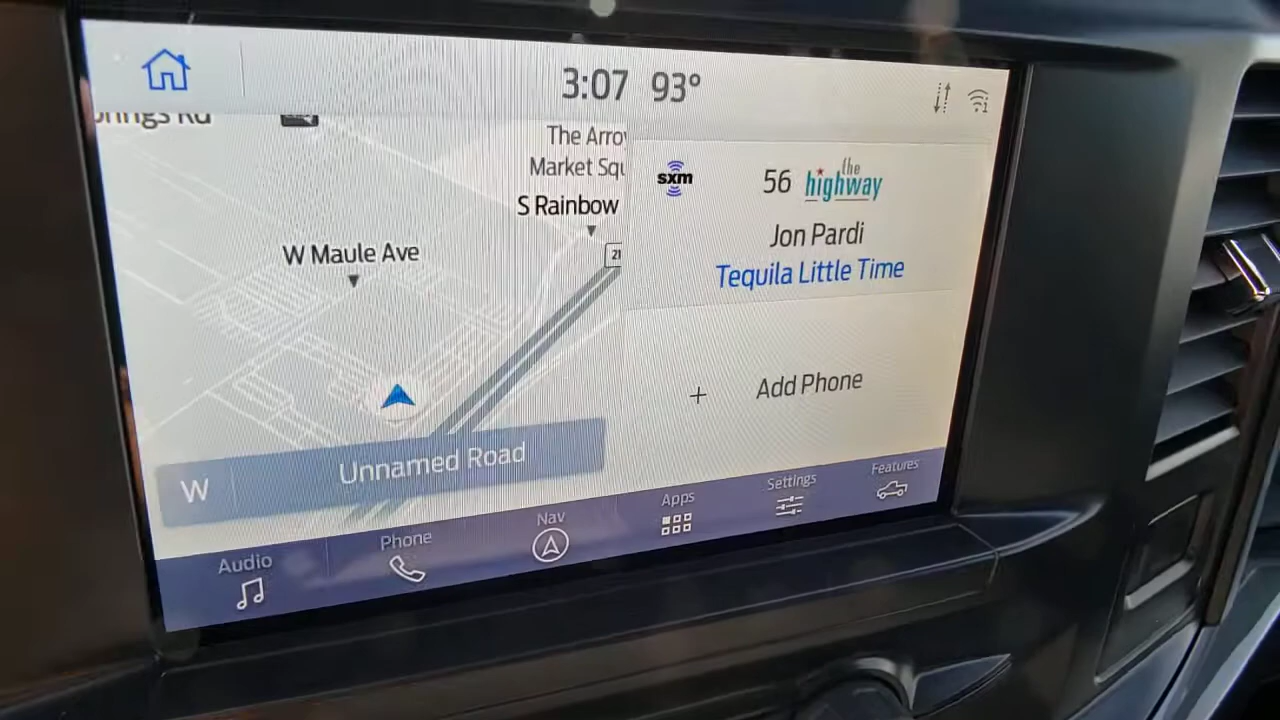 3:07 93°
The Arro
Market Squ
S Rainbow
W Maule Ave
21
sxm
56 the highway
Jon Pardi
Tequila Little Time
+ Add Phone
W Unnamed Road
Audio
Phone
Nav
Apps
Settings
Features